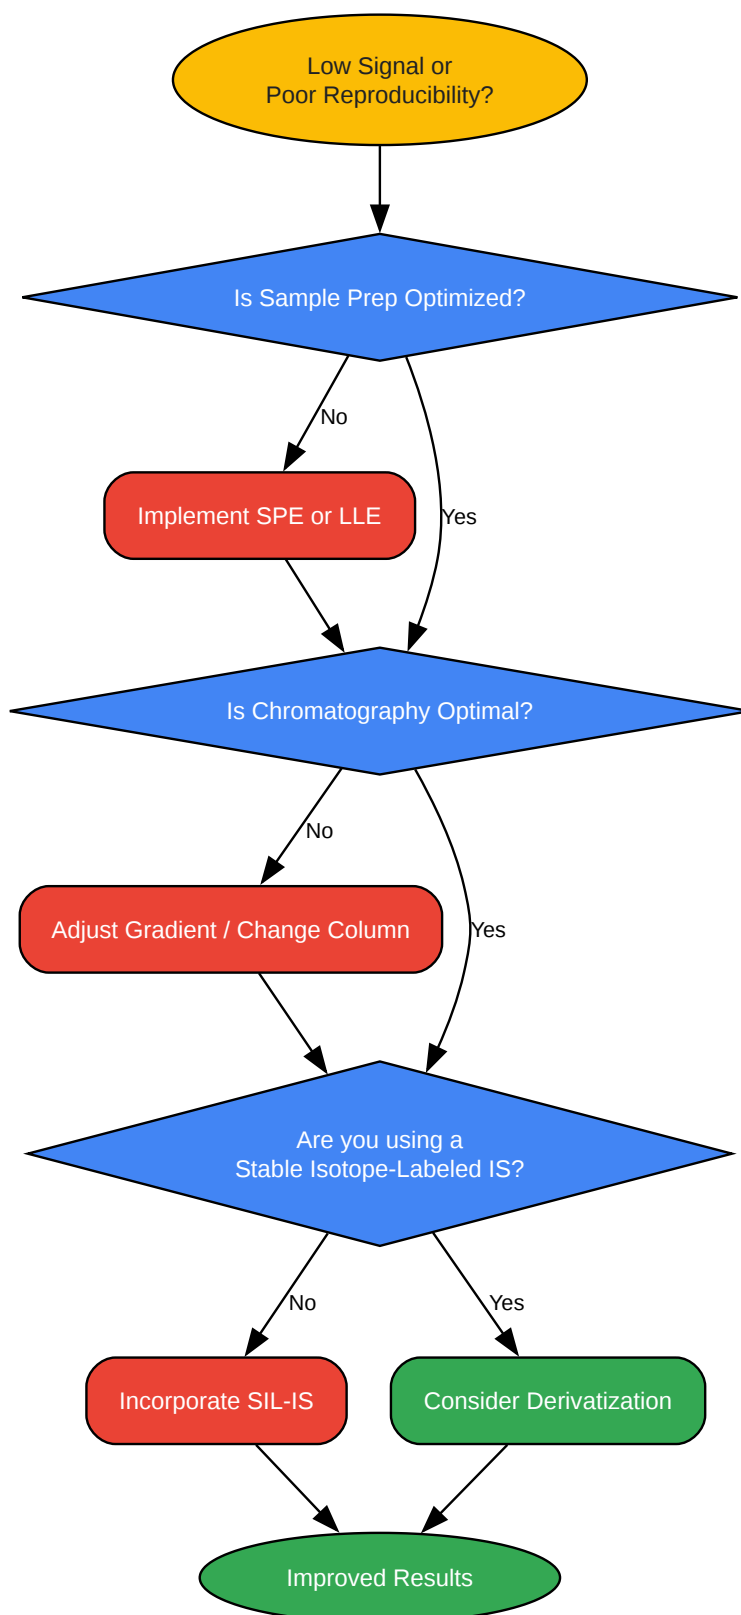 Low Signal or
Poor Reproducibility?
Is Sample Prep Optimized?
No
Implement SPE or LLE
Yes
Is Chromatography Optimal?
No
Adjust Gradient / Change Column
Yes
Are you using a
Stable Isotope-Labeled IS?
No
Yes
Incorporate SIL-IS
Consider Derivatization
Improved Results